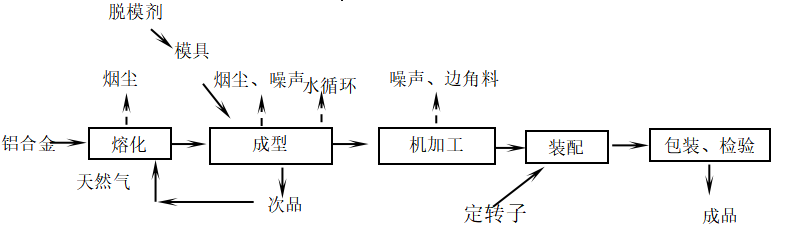 脱模剂
模具
烟尘
烟尘、噪声
水循环
噪声、边角料
铝合金
熔化
成型
机加工
装配
包装、检验
天然气
次品
定转子
成品